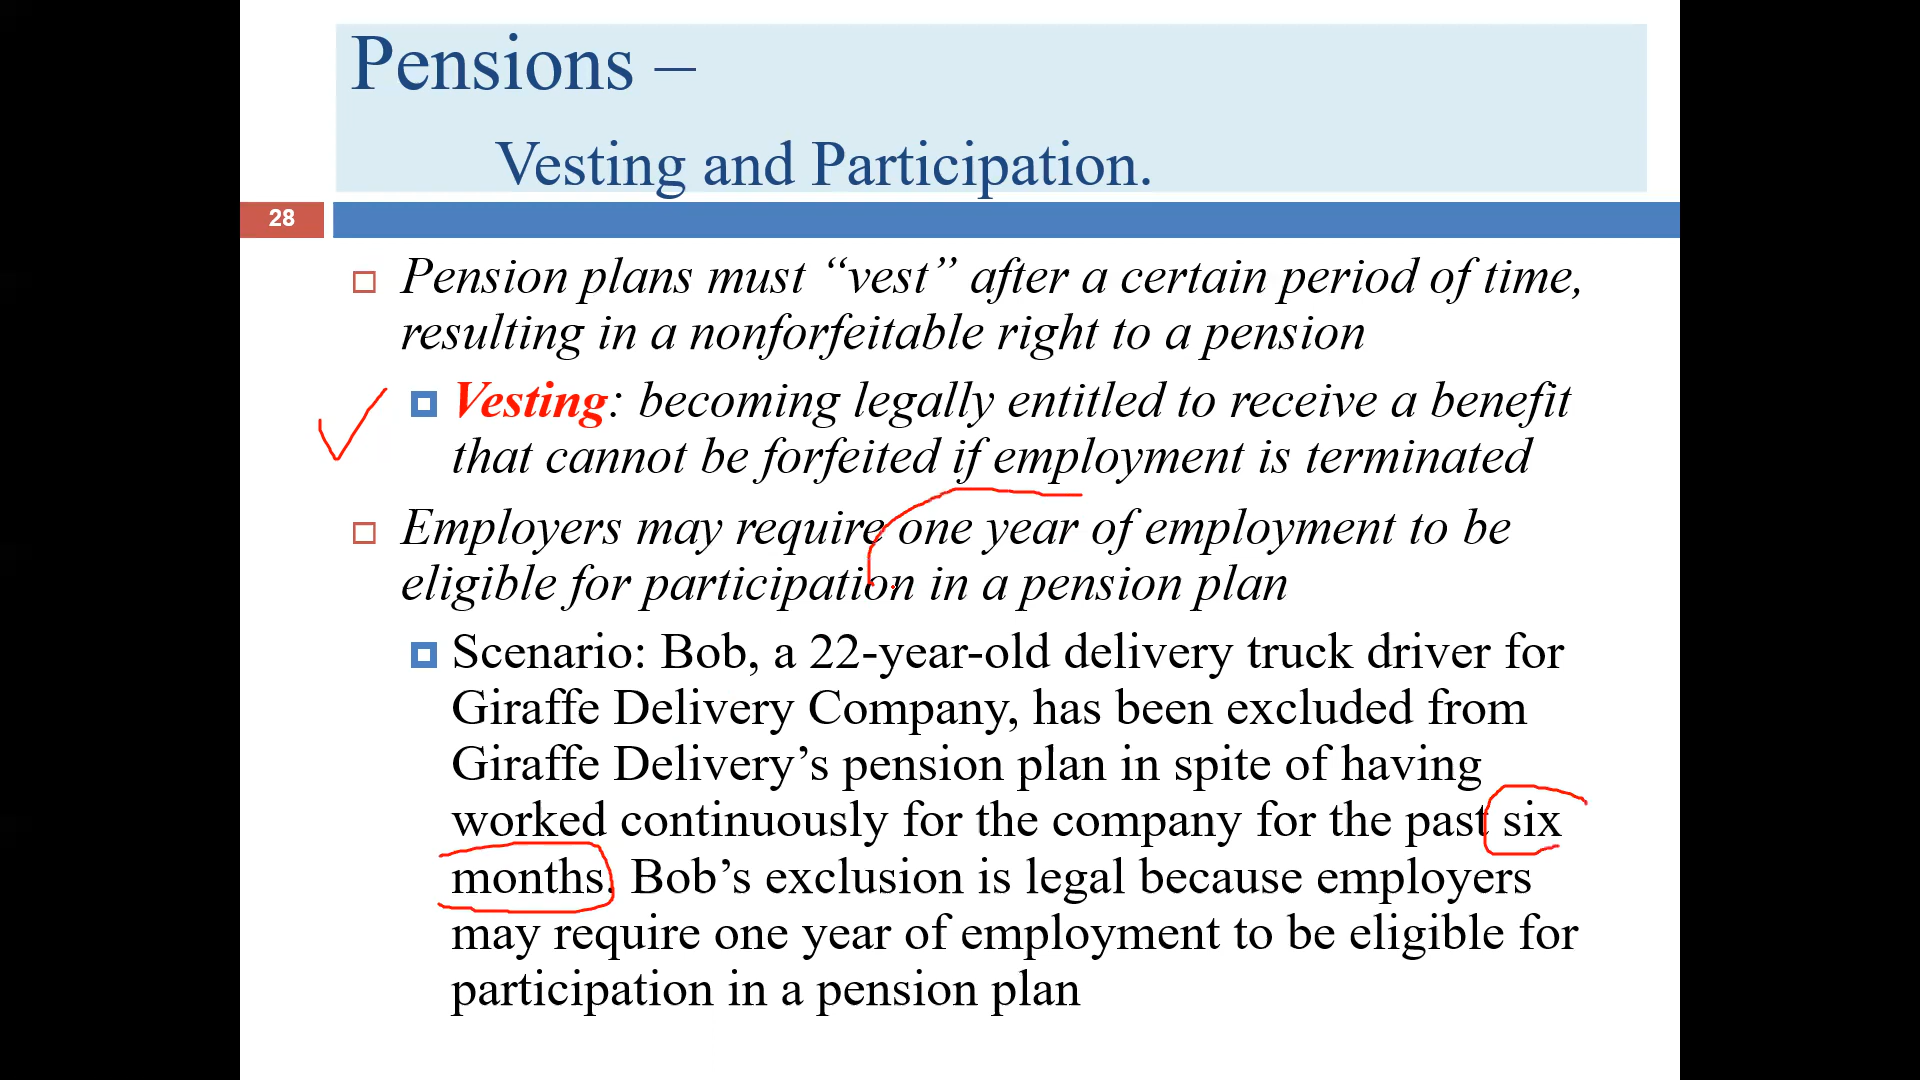 Pensions –
Vesting and Participation.
28
Pension plans must “vest” after a certain period of time,
resulting in a nonforfeitable right to a pension
Vesting: becoming legally entitled to receive a benefit
that cannot be forfeited if employment is terminated
Employers may require one year of employment to be
eligible for participation in a pension plan
Scenario: Bob, a 22-year-old delivery truck driver for
Giraffe Delivery Company, has been excluded from
Giraffe Delivery’s pension plan in spite of having
worked continuously for the company for the past six
months. Bob’s exclusion is legal because employers
may require one year of employment to be eligible for
participation in a pension plan